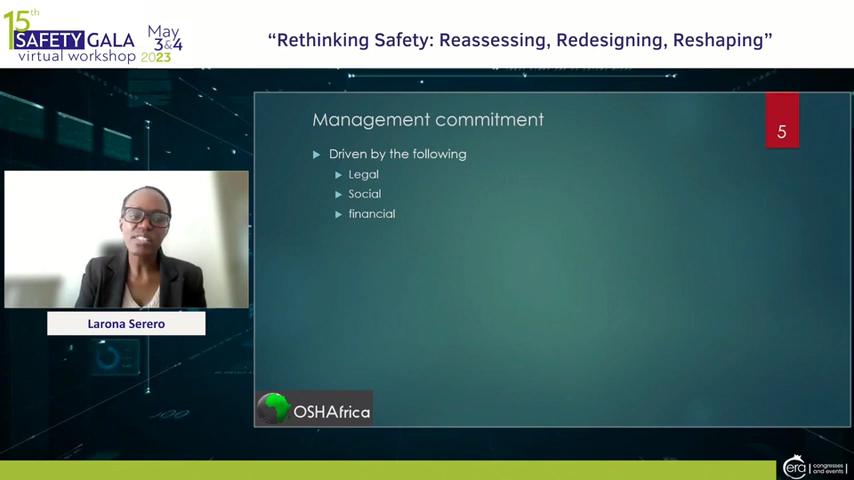 15th
SAFETY GALA
virtual workshop
May
3&4
2023
“Rethinking Safety: Reassessing, Redesigning, Reshaping”
Management commitment
5
Driven by the following
Legal
Social
financial
Larona Serero
OSHAfrica
era congresses
and events